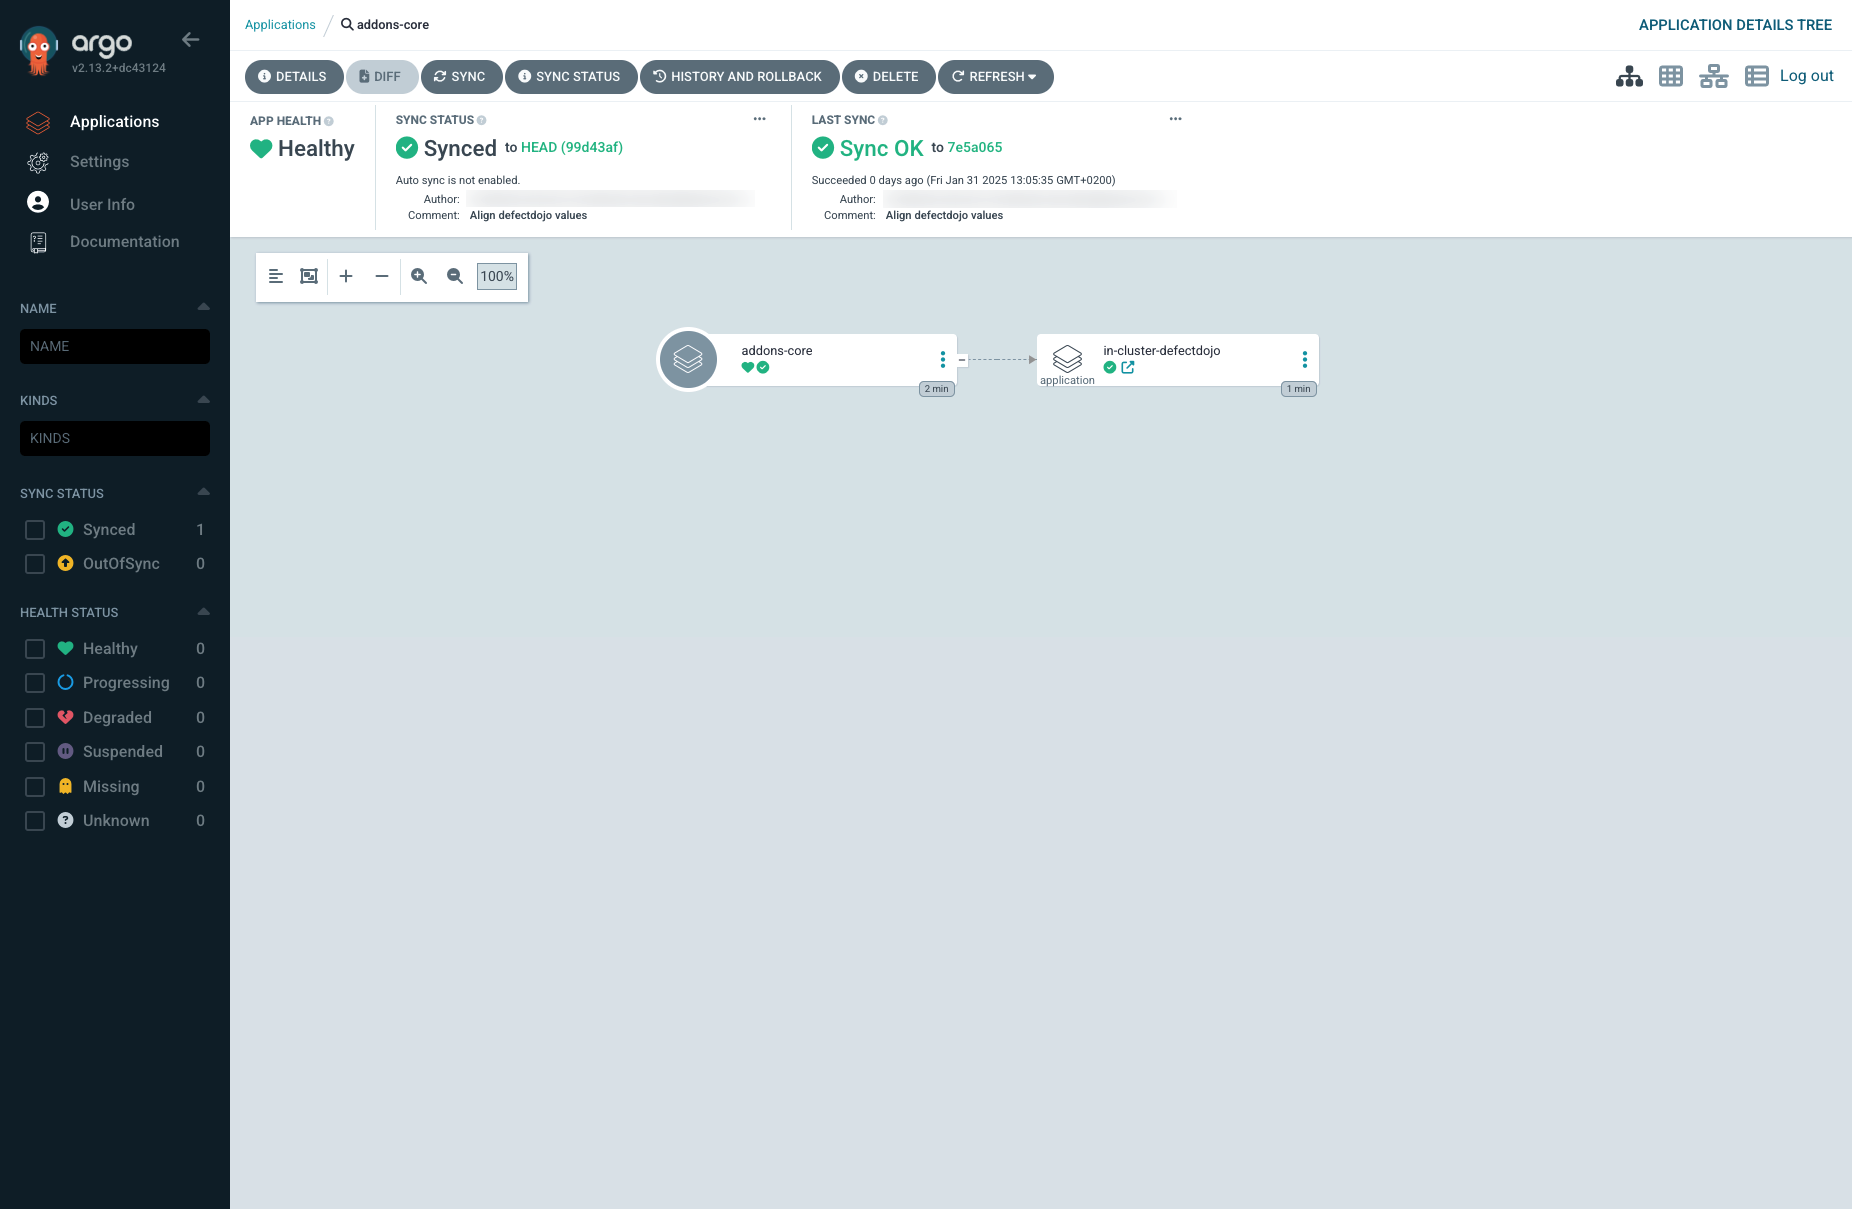 argo
v2.13.2+dc43124
Applications
Settings
User Info
Documentation
NAME
NAME
KINDS
KINDS
SYNC STATUS
Synced 1
OutOfSync 0
HEALTH STATUS
Healthy 0
Progressing 0
Degraded 0
Suspended 0
Missing 0
Unknown 0
Applications / addons-core
APPLICATION DETAILS TREE
DETAILS DIFF SYNC SYNC STATUS HISTORY AND ROLLBACK DELETE REFRESH
Log out
APP HEALTH
Healthy
SYNC STATUS
Synced to HEAD (99d43af)
Auto sync is not enabled.
Author:
Comment: Align defectdojo values
LAST SYNC
Sync OK to 7e5a065
Succeeded 0 days ago (Fri Jan 31 2025 13:05:35 GMT+0200)
Author:
Comment: Align defectdojo values
100%
addons-core
2 min
in-cluster-defectdojo
application
1 min